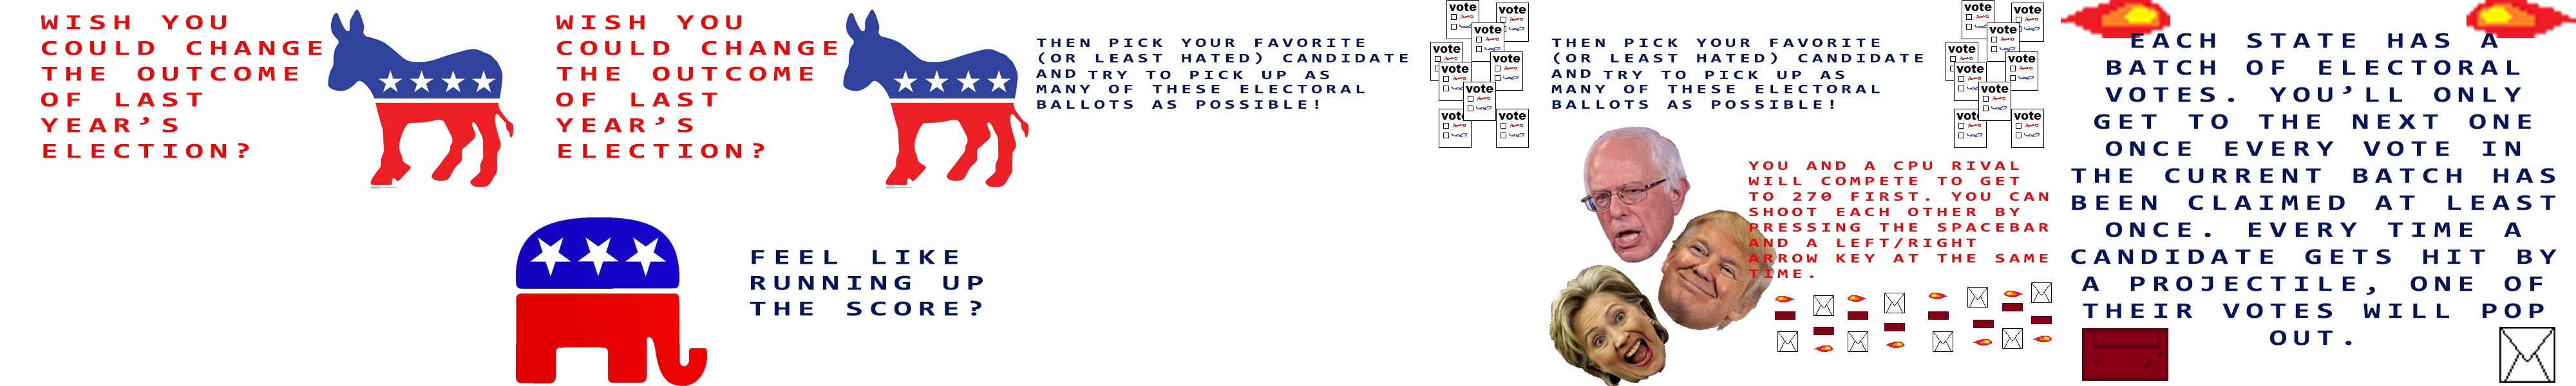 WISH YOU
COULD CHANGE
THE OUTCOME
OF LAST
YEAR'S
ELECTION?
WISH YOU
COULD CHANGE
THE OUTCOME
OF LAST
YEAR'S
ELECTION?
FEEL LIKE
RUNNING UP
THE SCORE?
THEN PICK YOUR FAVORITE
(OR LEAST HATED) CANDIDATE
AND TRY TO PICK UP AS
MANY OF THESE ELECTORAL
BALLOTS AS POSSIBLE!
vote
vote
vote
vote
vote
vote
vote
vote
vote
THEN PICK YOUR FAVORITE
(OR LEAST HATED) CANDIDATE
AND TRY TO PICK UP AS
MANY OF THESE ELECTORAL
BALLOTS AS POSSIBLE!
vote
vote
vote
vote
vote
vote
vote
vote
vote
YOU AND A CPU RIVAL
WILL COMPETE TO GET
TO 270 FIRST. YOU CAN
SHOOT EACH OTHER BY
PRESSING THE SPACEBAR
AND A LEFT/RIGHT
ARROW KEY AT THE SAME
TIME.
EACH STATE HAS A
BATCH OF ELECTORAL
VOTES. YOU'LL ONLY
GET TO THE NEXT ONE
ONCE EVERY VOTE IN
THE CURRENT BATCH HAS
BEEN CLAIMED AT LEAST
ONCE. EVERY TIME A
CANDIDATE GETS HIT BY
A PROJECTILE, ONE OF
THEIR VOTES WILL POP
OUT.